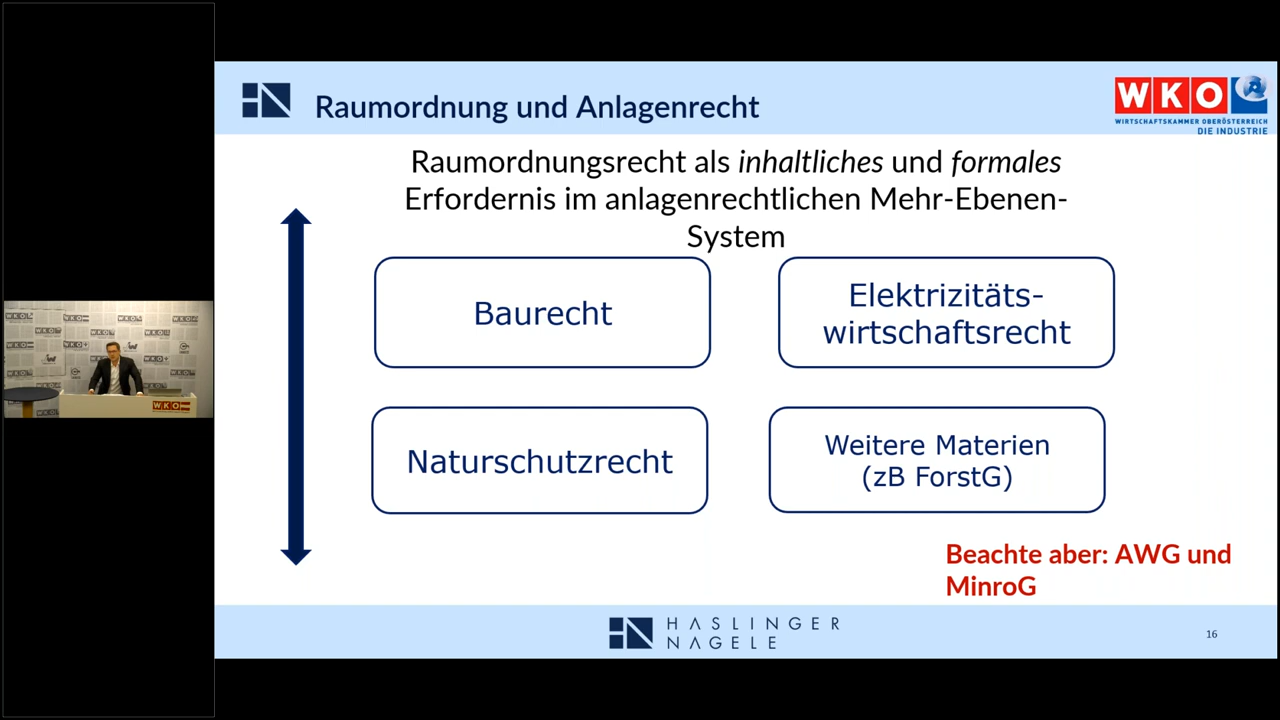 Raumordnung und Anlagenrecht
WKO
WIRTSCHAFTSKAMMER OBERÖSTERREICH
DIE INDUSTRIE
Raumordnungsrecht als inhaltliches und formales
Erfordernis im anlagenrechtlichen Mehr-Ebenen-
System
Baurecht
Elektrizitäts-
wirtschaftsrecht
Naturschutzrecht
Weitere Materien
(zB ForstG)
Beachte aber: AWG und
MinroG
HASLINGER
NAGELE
16
WKO